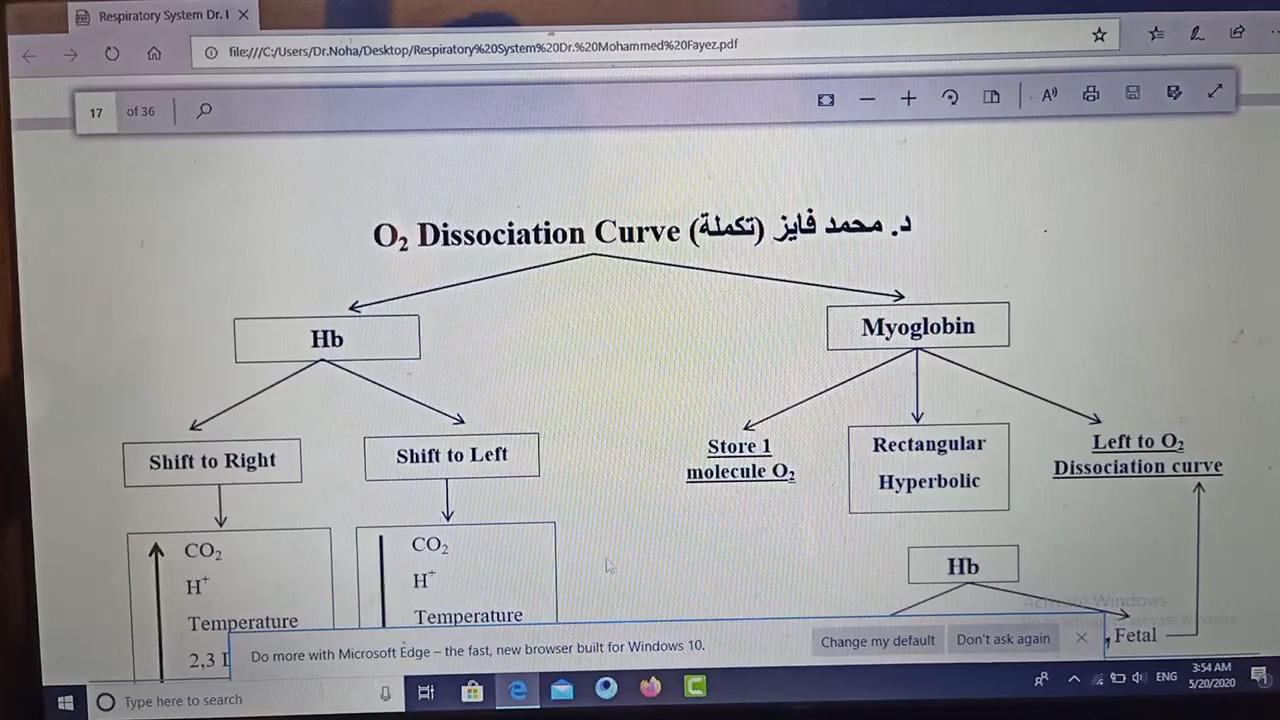 Respiratory System Dr. I
file:///C:/Users/Dr.Noha/Desktop/Respiratory%20System%20Dr.%20Mohammed%20Fayez.pdf
17 of 36
O₂ Dissociation Curve (تكملة) د. محمد فايز
Hb
Myoglobin
Shift to Right
Shift to Left
Store 1
molecule O₂
Rectangular
Hyperbolic
Left to O₂
Dissociation curve
CO₂
H⁺
Temperature
2,3
CO₂
H⁺
Temperature
Hb
Fetal
Activate Windows
Do more with Microsoft Edge – the fast, new browser built for Windows 10.
Change my default
Don't ask again
Type here to search
ENG
3:54 AM
5/20/2020